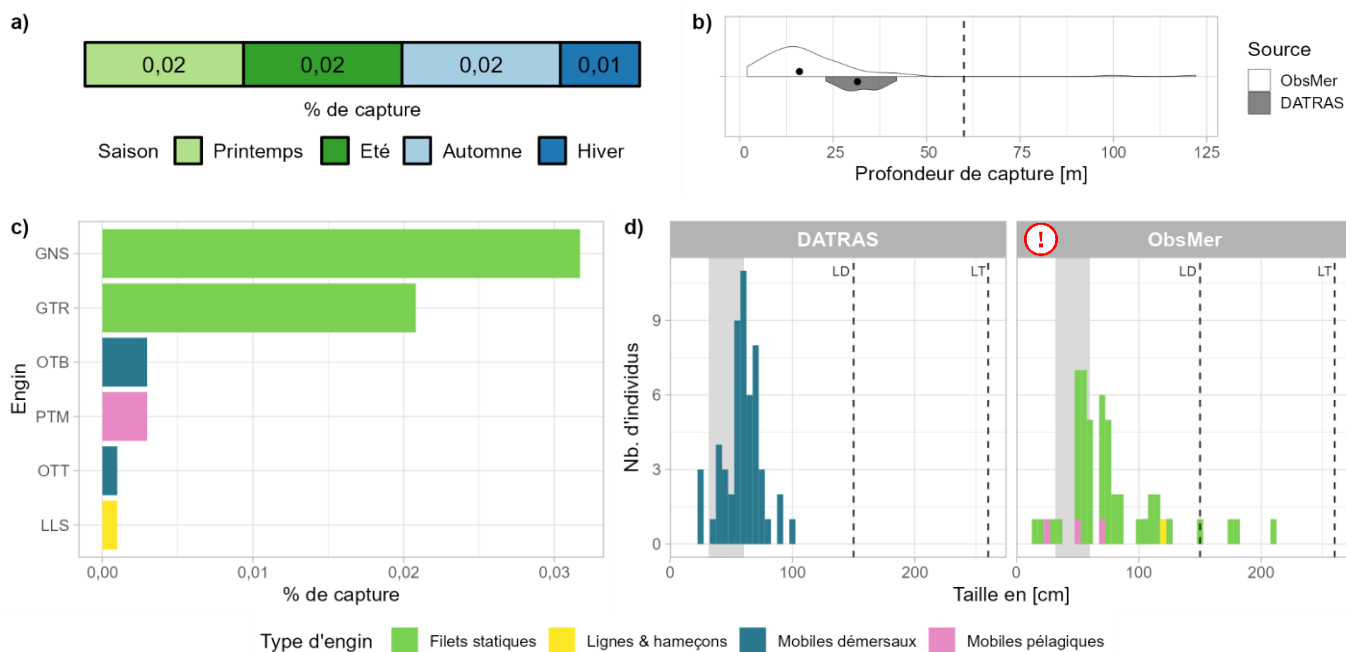 a)
0,02 0,02 0,02 0,01
% de capture
Saison Printemps Eté Automne Hiver
b)
0 25 50 75 100 125
Profondeur de capture [m]
Source
ObsMer
DATRAS
c)
Engin
GNS
GTR
OTB
PTM
OTT
LLS
0,00 0,01 0,02 0,03
% de capture
d)
DATRAS
! ObsMer
LD LT
LD LT
Nb. d'individus
9
6
3
0
0 100 200
0 100 200
Taille en [cm]
Type d'engin Filets statiques Lignes & hameçons Mobiles démersaux Mobiles pélagiques